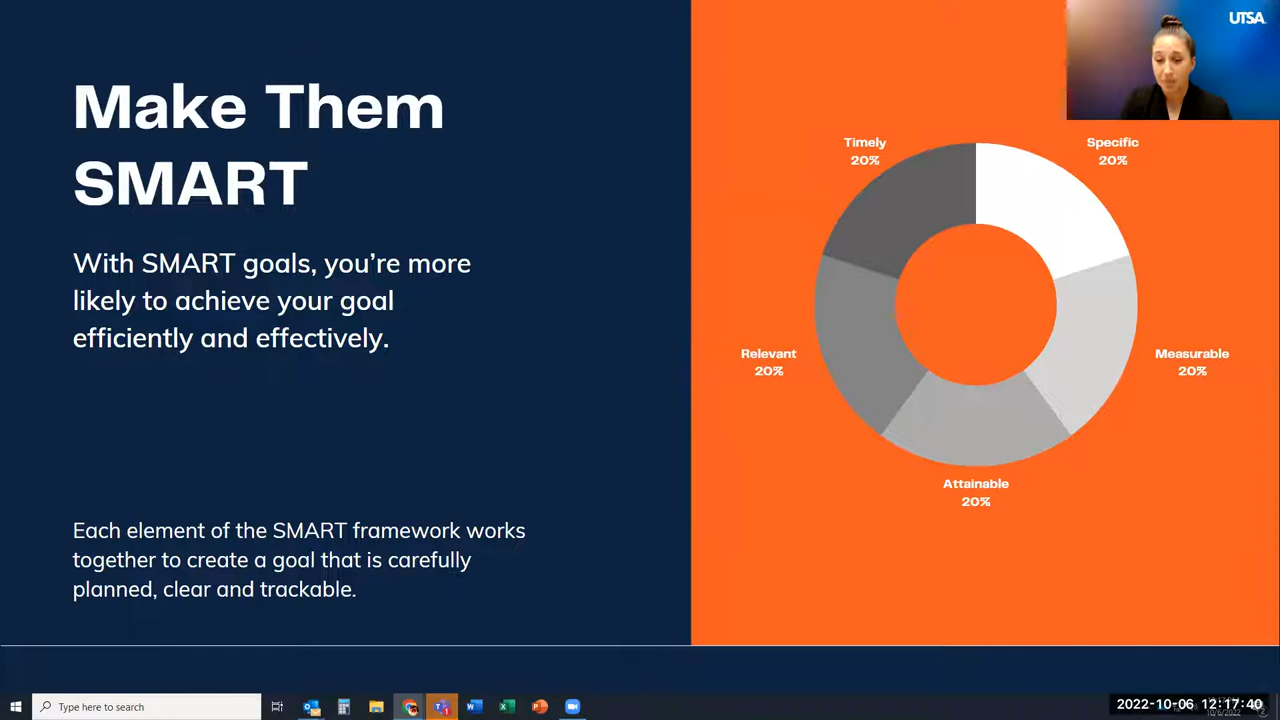 UTSA
Make Them
SMART
With SMART goals, you’re more
likely to achieve your goal
efficiently and effectively.
Each element of the SMART framework works
together to create a goal that is carefully
planned, clear and trackable.
Timely
20%
Specific
20%
Relevant
20%
Measurable
20%
Attainable
20%
Type here to search
2022-10-06 12:17:40